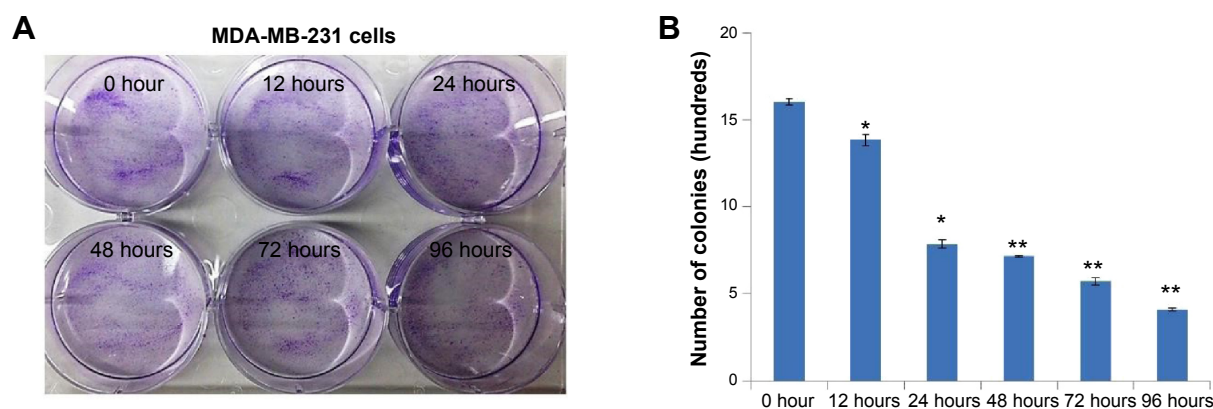 A
MDA-MB-231 cells
0 hour
12 hours
24 hours
48 hours
72 hours
96 hours
B
Number of colonies (hundreds)
20
15
10
5
0
*
*
**
**
**
0 hour
12 hours
24 hours
48 hours
72 hours
96 hours